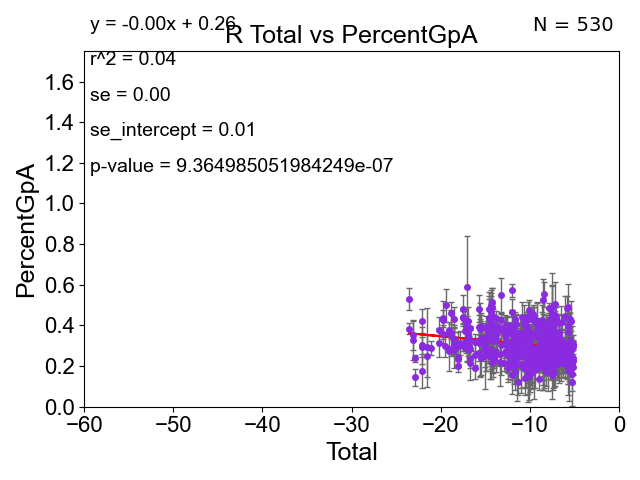 y = -0.00x + 0.26
R Total vs PercentGpA
N = 530
r^2 = 0.04
se = 0.00
se_intercept = 0.01
p-value = 9.364985051984249e-07
PercentGpA
1.6
1.4
1.2
1.0
0.8
0.6
0.4
0.2
0.0
−60
−50
−40
−30
−20
−10
0
Total